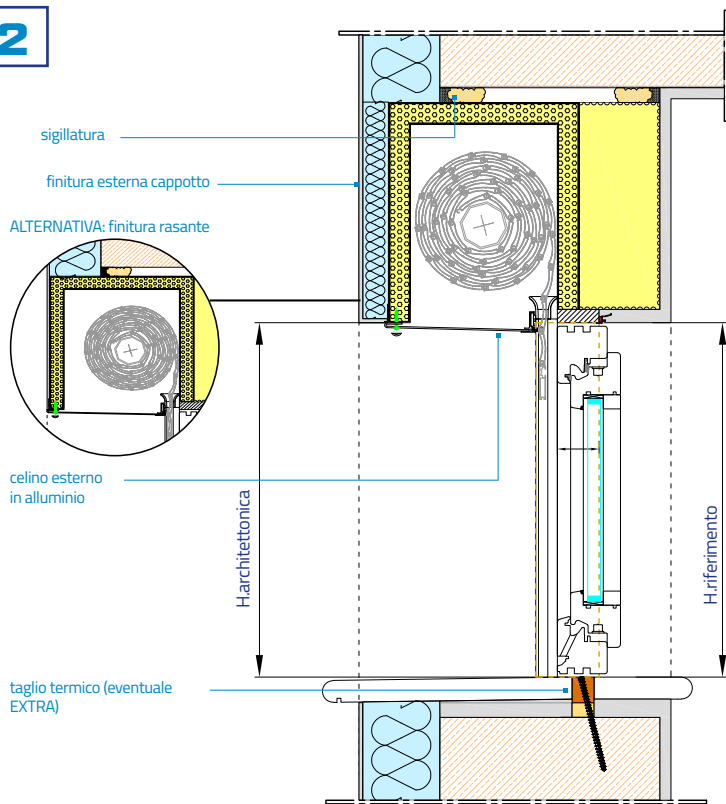 2
sigillatura
finitura esterna cappotto
ALTERNATIVA: finitura rasante
celino esterno
in alluminio
H.architettonica
H.riferimento
taglio termico (eventuale
EXTRA)